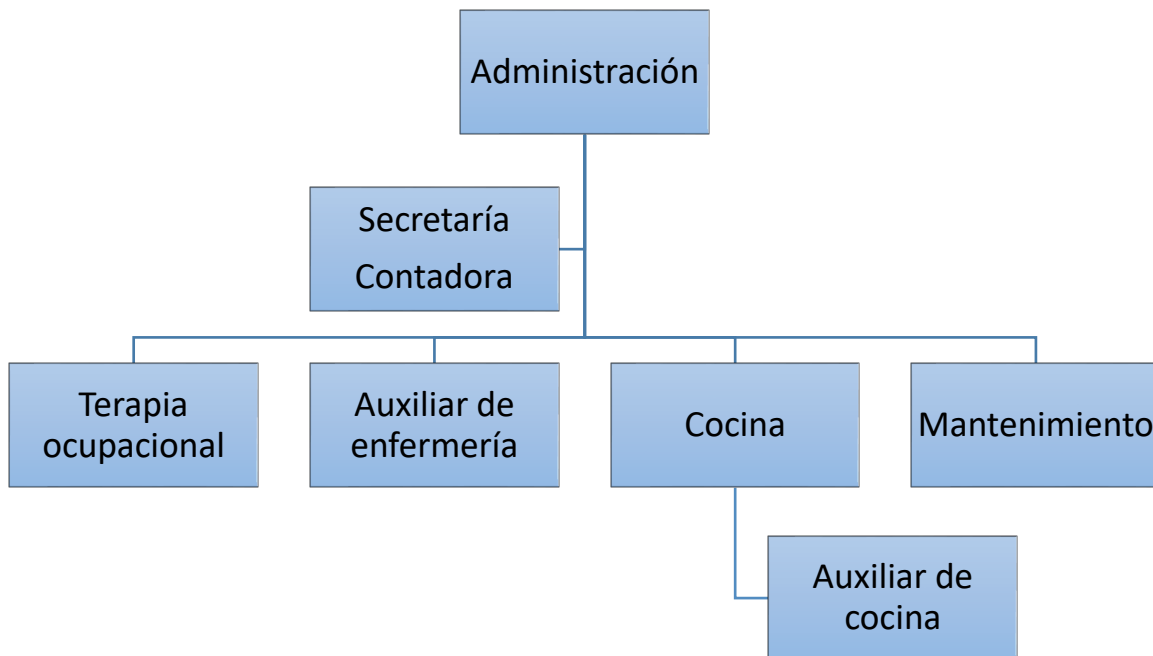 Administración
Secretaría
Contadora
Terapia
ocupacional
Auxiliar de
enfermería
Cocina
Mantenimiento
Auxiliar de
cocina